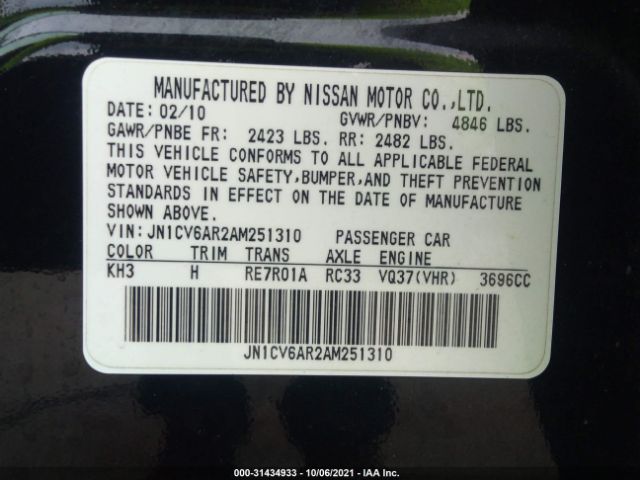 MANUFACTURED BY NISSAN MOTOR CO.,LTD.
DATE: 02/10 GVWR/PNBV: 4846 LBS.
GAWR/PNBE FR: 2423 LBS. RR: 2482 LBS.
THIS VEHICLE CONFORMS TO ALL APPLICABLE FEDERAL
MOTOR VEHICLE SAFETY,BUMPER,AND THEFT PREVENTION
STANDARDS IN EFFECT ON THE DATE OF MANUFACTURE
SHOWN ABOVE.
VIN:JN1CV6AR2AM251310 PASSENGER CAR
COLOR TRIM TRANS AXLE ENGINE
KH3 H RE7R01A RC33 VQ37(VHR) 3696CC
JN1CV6AR2AM251310
000-31434933 - 10/06/2021 - IAA Inc.